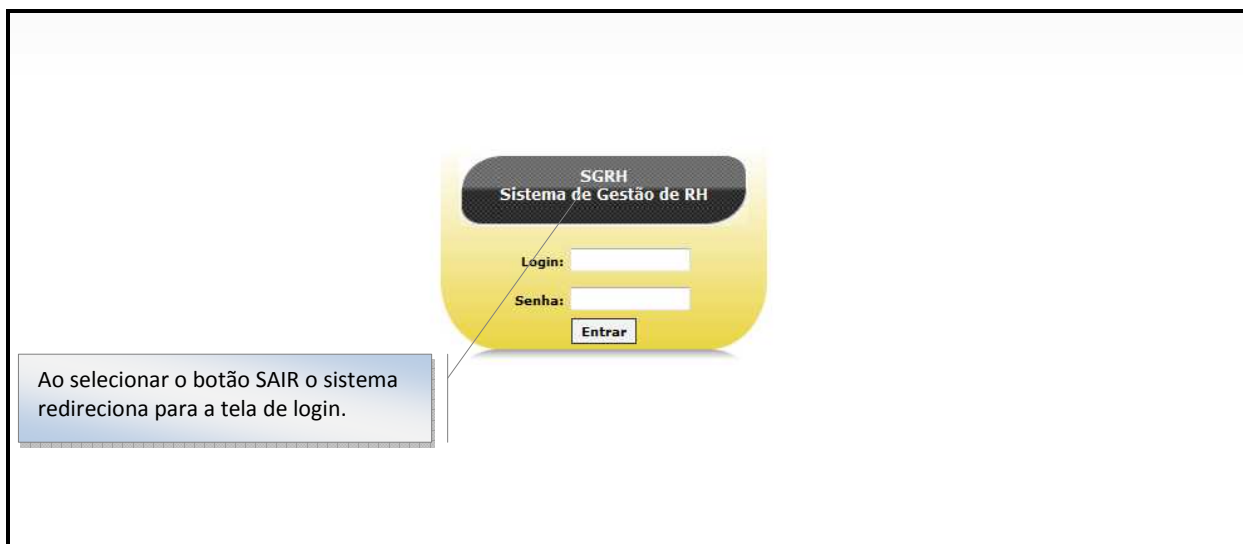 SGRH
Sistema de Gestão de RH
Login:
Senha:
Entrar
Ao selecionar o botão SAIR o sistema
redireciona para a tela de login.